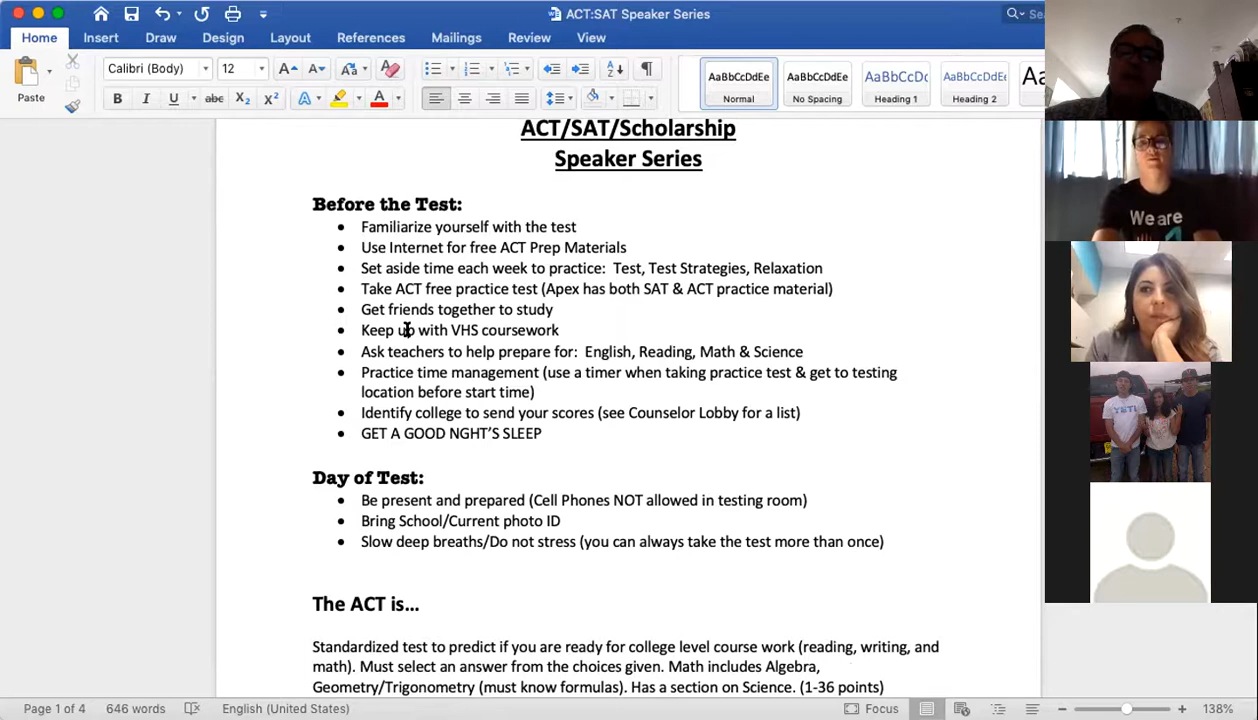 ACT:SAT Speaker Series
Home Insert Draw Design Layout References Mailings Review View
Paste
Calibri (Body) 12
AaBbCcDdEe AaBbCcDdEe AaBbCcDc AaBbCcDdEe
Normal No Spacing Heading 1 Heading 2
ACT/SAT/Scholarship
Speaker Series
Before the Test:
• Familiarize yourself with the test
• Use Internet for free ACT Prep Materials
• Set aside time each week to practice: Test, Test Strategies, Relaxation
• Take ACT free practice test (Apex has both SAT & ACT practice material)
• Get friends together to study
• Keep up with VHS coursework
• Ask teachers to help prepare for: English, Reading, Math & Science
• Practice time management (use a timer when taking practice test & get to testing
location before start time)
• Identify college to send your scores (see Counselor Lobby for a list)
• GET A GOOD NGHT’S SLEEP
Day of Test:
• Be present and prepared (Cell Phones NOT allowed in testing room)
• Bring School/Current photo ID
• Slow deep breaths/Do not stress (you can always take the test more than once)
The ACT is...
Standardized test to predict if you are ready for college level course work (reading, writing, and
math). Must select an answer from the choices given. Math includes Algebra,
Geometry/Trigonometry (must know formulas). Has a section on Science. (1-36 points)
We are
YETI
Page 1 of 4 646 words English (United States) Focus 138%